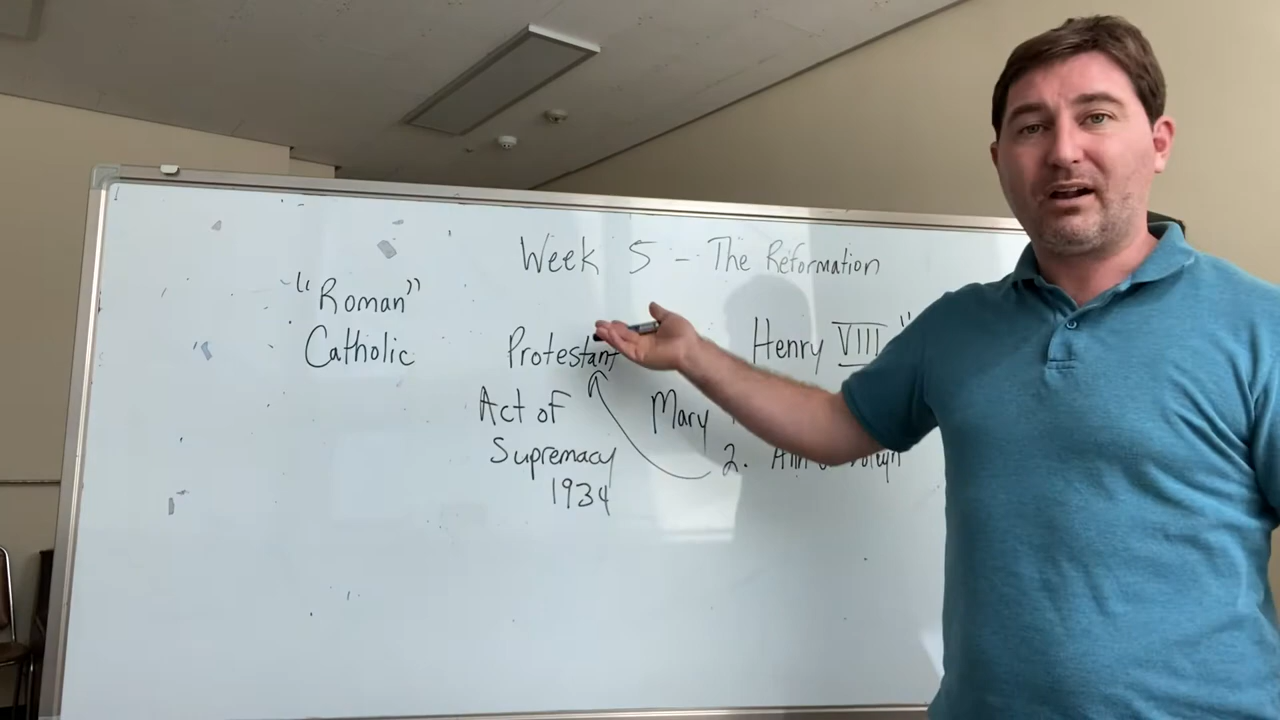 Week 5 - The Reformation
"Roman"
Catholic
Protestant
Henry VIII "
Act of
Supremacy
1934
Mary
2.